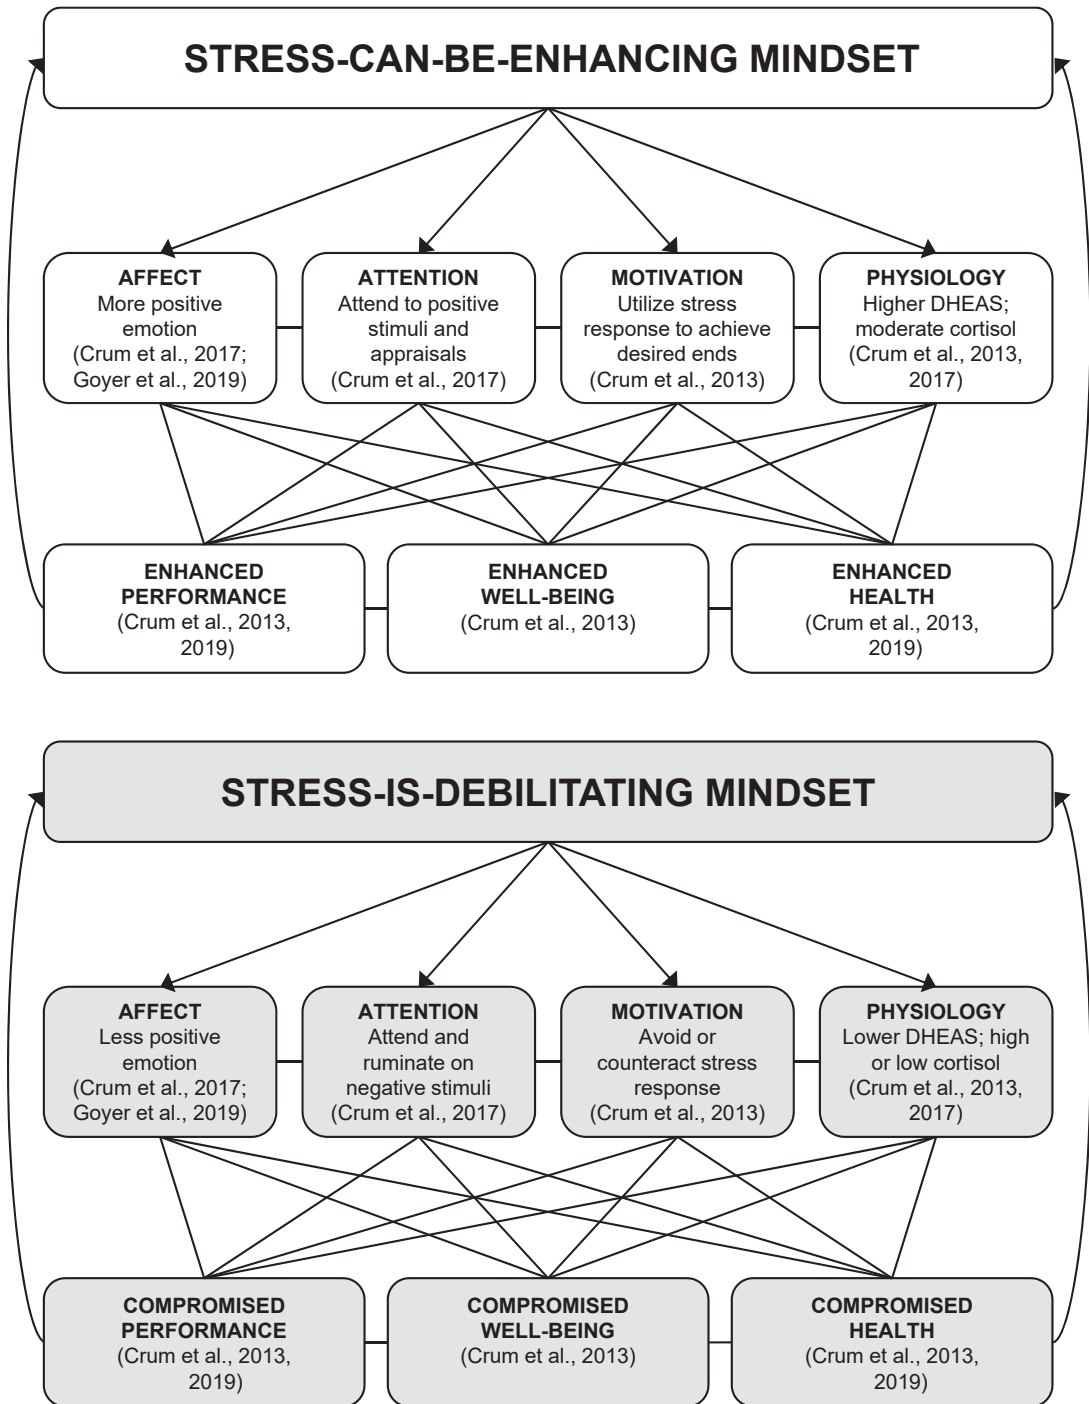 STRESS-CAN-BE-ENHANCING MINDSET
AFFECT
More positive
emotion
(Crum et al., 2017;
Goyer et al., 2019)
ATTENTION
Attend to positive
stimuli and
appraisals
(Crum et al., 2017)
MOTIVATION
Utilize stress
response to achieve
desired ends
(Crum et al., 2013)
PHYSIOLOGY
Higher DHEAS;
moderate cortisol
(Crum et al., 2013,
2017)
ENHANCED
PERFORMANCE
(Crum et al., 2013,
2019)
ENHANCED
WELL-BEING
(Crum et al., 2013)
ENHANCED
HEALTH
(Crum et al., 2013,
2019)
STRESS-IS-DEBILITATING MINDSET
AFFECT
Less positive
emotion
(Crum et al., 2017;
Goyer et al., 2019)
ATTENTION
Attend and
ruminate on
negative stimuli
(Crum et al., 2017)
MOTIVATION
Avoid or
counteract stress
response
(Crum et al., 2013)
PHYSIOLOGY
Lower DHEAS; high
or low cortisol
(Crum et al., 2013,
2017)
COMPROMISED
PERFORMANCE
(Crum et al., 2013,
2019)
COMPROMISED
WELL-BEING
(Crum et al., 2013)
COMPROMISED
HEALTH
(Crum et al., 2013,
2019)